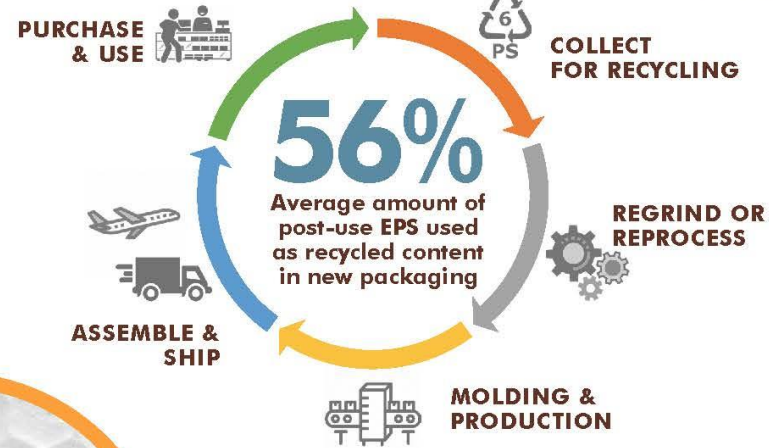 PURCHASE
& USE
6
PS
COLLECT
FOR RECYCLING
56%
Average amount of
post-use EPS used
as recycled content
in new packaging
REGRIND OR
REPROCESS
ASSEMBLE &
SHIP
MOLDING &
PRODUCTION